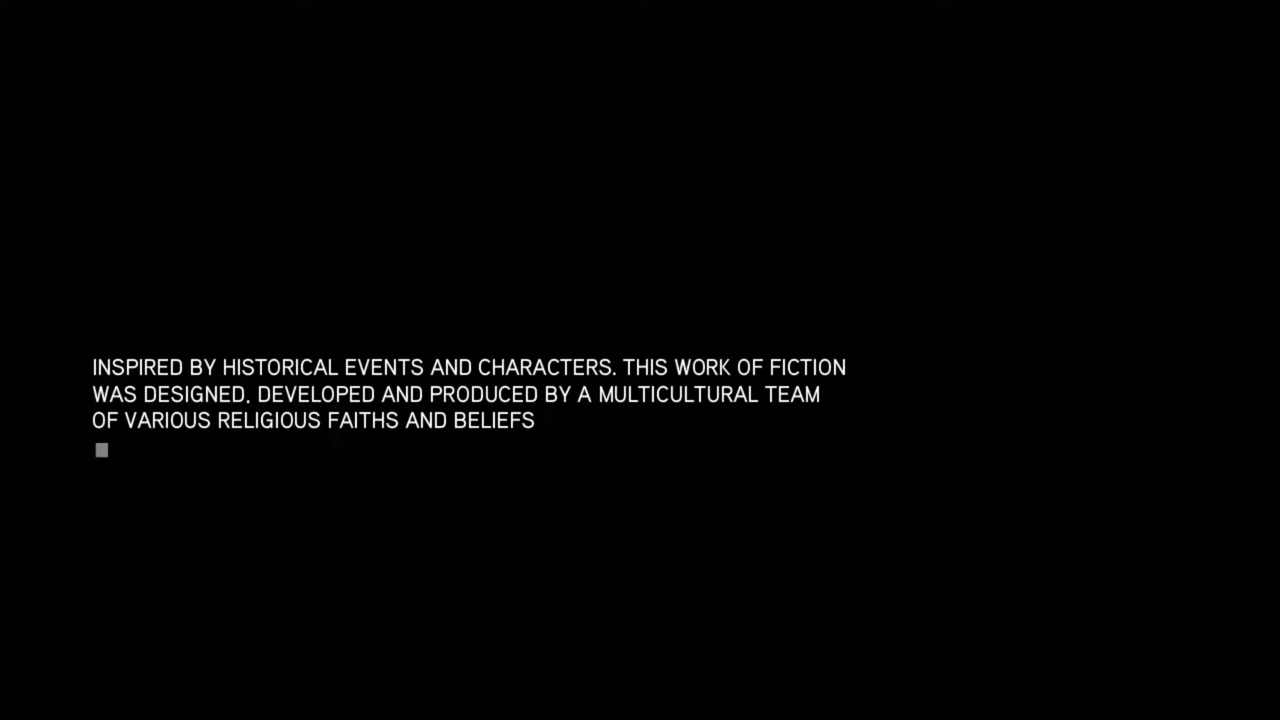 INSPIRED BY HISTORICAL EVENTS AND CHARACTERS. THIS WORK OF FICTION
WAS DESIGNED, DEVELOPED AND PRODUCED BY A MULTICULTURAL TEAM
OF VARIOUS RELIGIOUS FAITHS AND BELIEFS